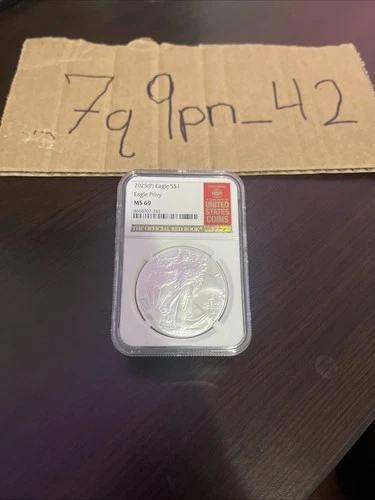 7q9pn_42
2025(P) Eagle S$1
Eagle Privy
MS 69
UNITED
STATES
COINS
THE OFFICIAL RED BOOK